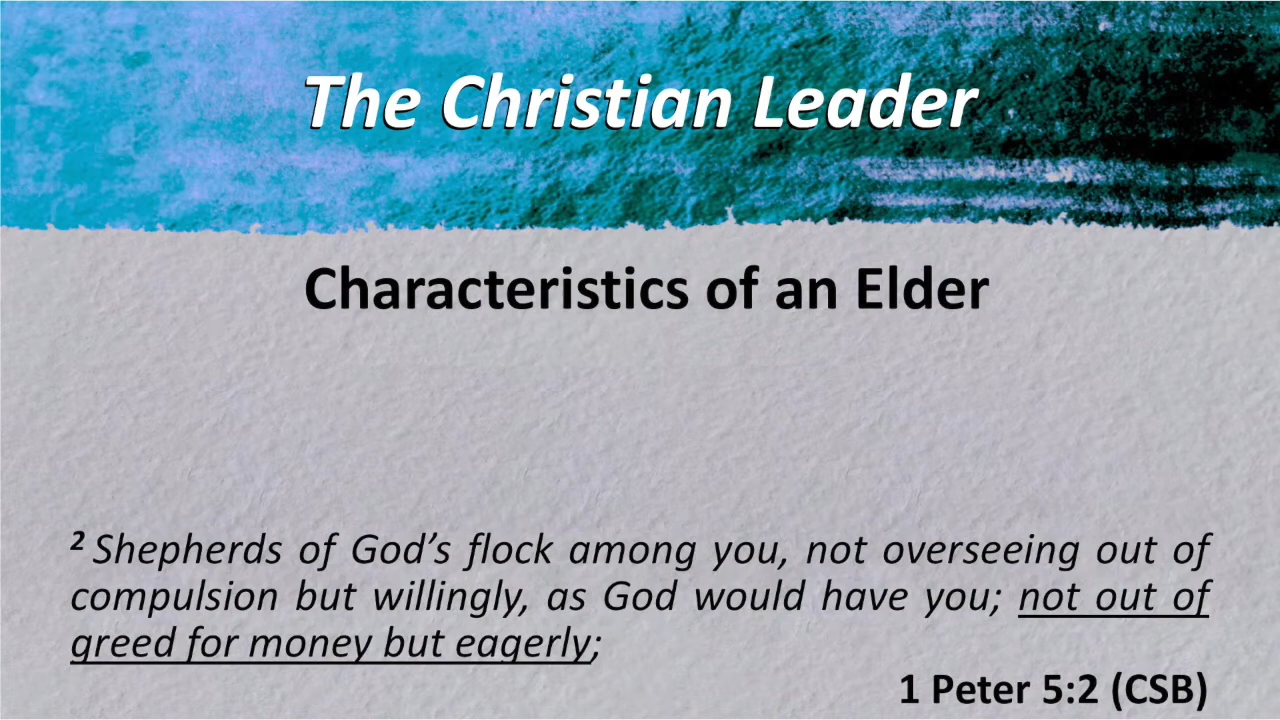 The Christian Leader
Characteristics of an Elder
2 Shepherds of God’s flock among you, not overseeing out of
compulsion but willingly, as God would have you; not out of
greed for money but eagerly;
1 Peter 5:2 (CSB)